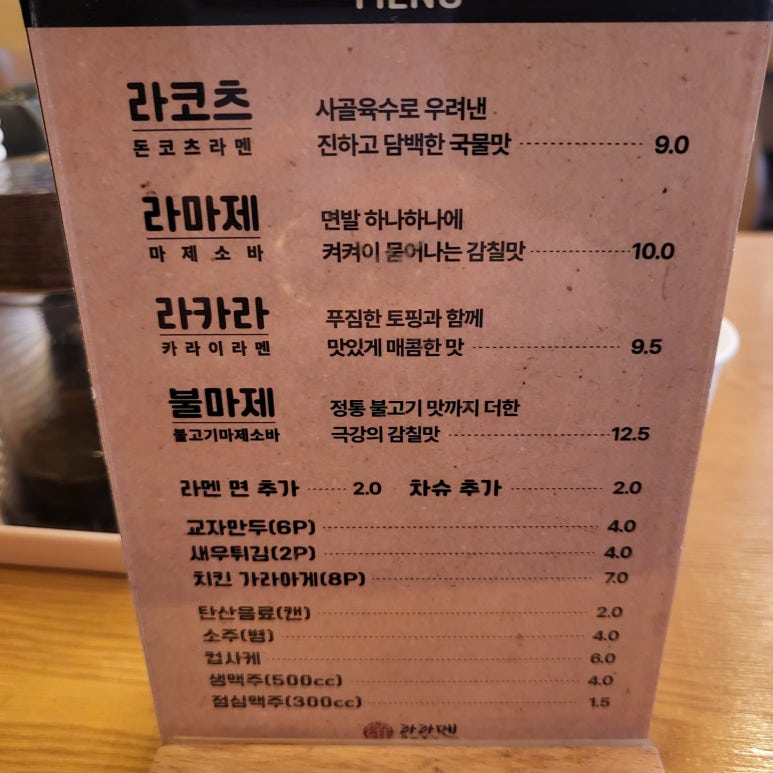 MENU
라코츠
돈코츠라멘
사골육수로 우려낸
진하고 담백한 국물맛 9.0
라마제
마제소바
면발 하나하나에
켜켜이 묻어나는 감칠맛 10.0
라카라
카라이라멘
푸짐한 토핑과 함께
맛있게 매콤한 맛 9.5
불마제
불고기마제소바
정통 불고기 맛까지 더한
극강의 감칠맛 12.5
라멘 면 추가 2.0 차슈 추가 2.0
교자만두(6P) 4.0
새우튀김(2P) 4.0
치킨 가라아게(8P) 7.0
탄산음료(캔) 2.0
소주(병) 4.0
컵사케 6.0
생맥주(500cc) 4.0
점심맥주(300cc) 1.5
라라멘